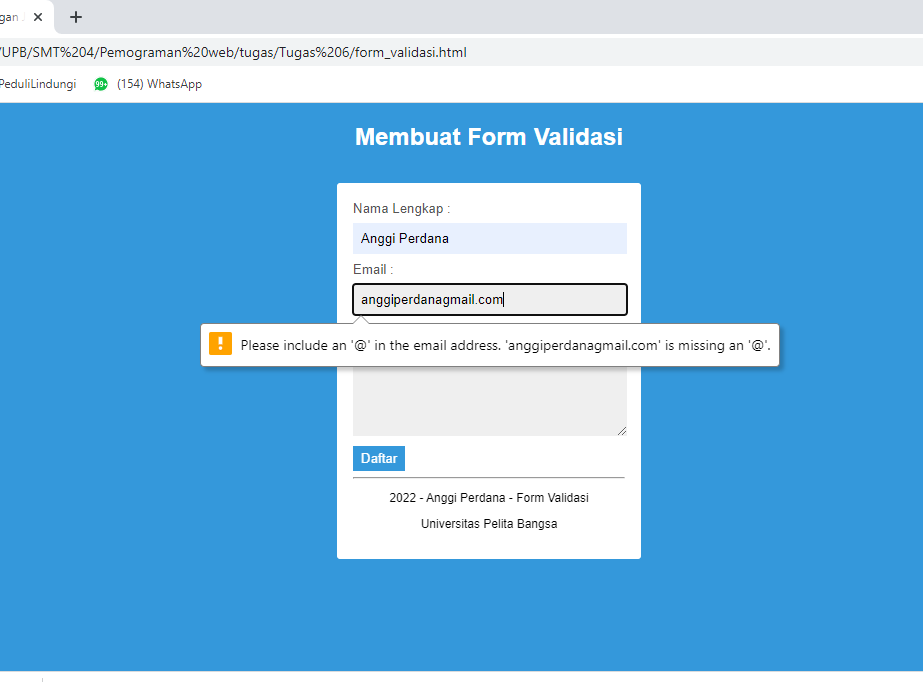 gan
/UPB/SMT%204/Pemograman%20web/tugas/Tugas%206/form_validasi.html
PeduliLindungi
99+
(154) WhatsApp
Membuat Form Validasi
Nama Lengkap :
Anggi Perdana
Email :
anggiperdanagmail.com
! Please include an '@' in the email address. 'anggiperdanagmail.com' is missing an '@'.
Daftar
2022 - Anggi Perdana - Form Validasi
Universitas Pelita Bangsa